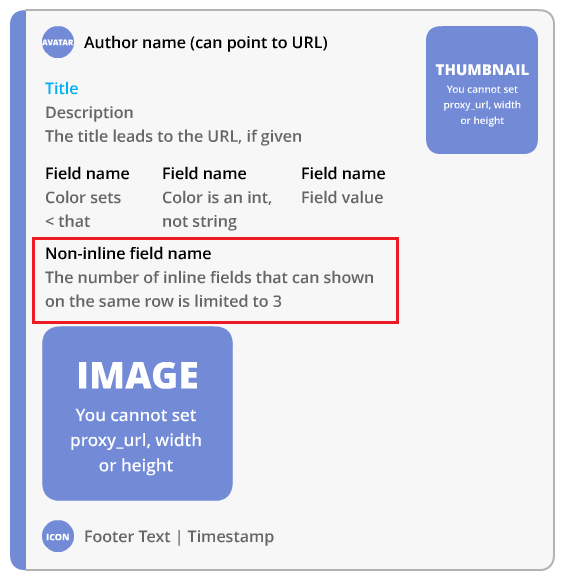 AVATAR Author name (can point to URL)
THUMBNAIL
You cannot set
proxy_url, width
or height
Title
Description
The title leads to the URL, if given
Field name Field name Field name
Color sets Color is an int, Field value
< that not string
Non-inline field name
The number of inline fields that can shown
on the same row is limited to 3
IMAGE
You cannot set
proxy_url, width
or height
ICON Footer Text | Timestamp